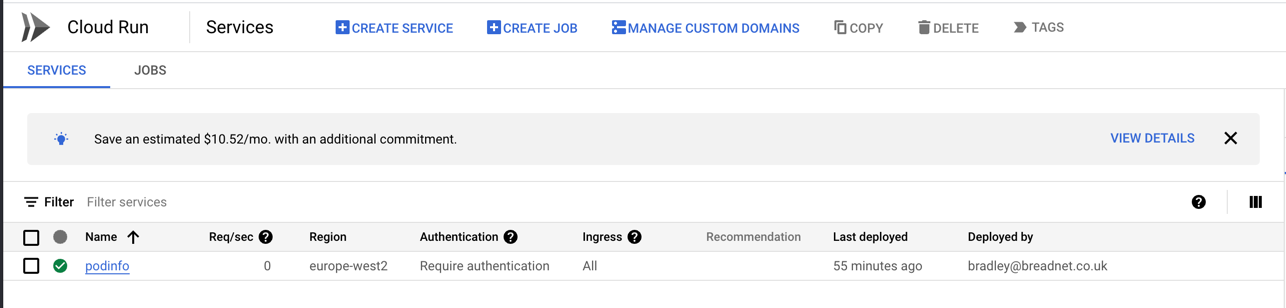 Cloud Run Services CREATE SERVICE CREATE JOB MANAGE CUSTOM DOMAINS COPY DELETE TAGS
SERVICES JOBS
Save an estimated $10.52/mo. with an additional commitment. VIEW DETAILS
Filter Filter services
Name Req/sec Region Authentication Ingress Recommendation Last deployed Deployed by
podinfo 0 europe-west2 Require authentication All 55 minutes ago bradley@breadnet.co.uk